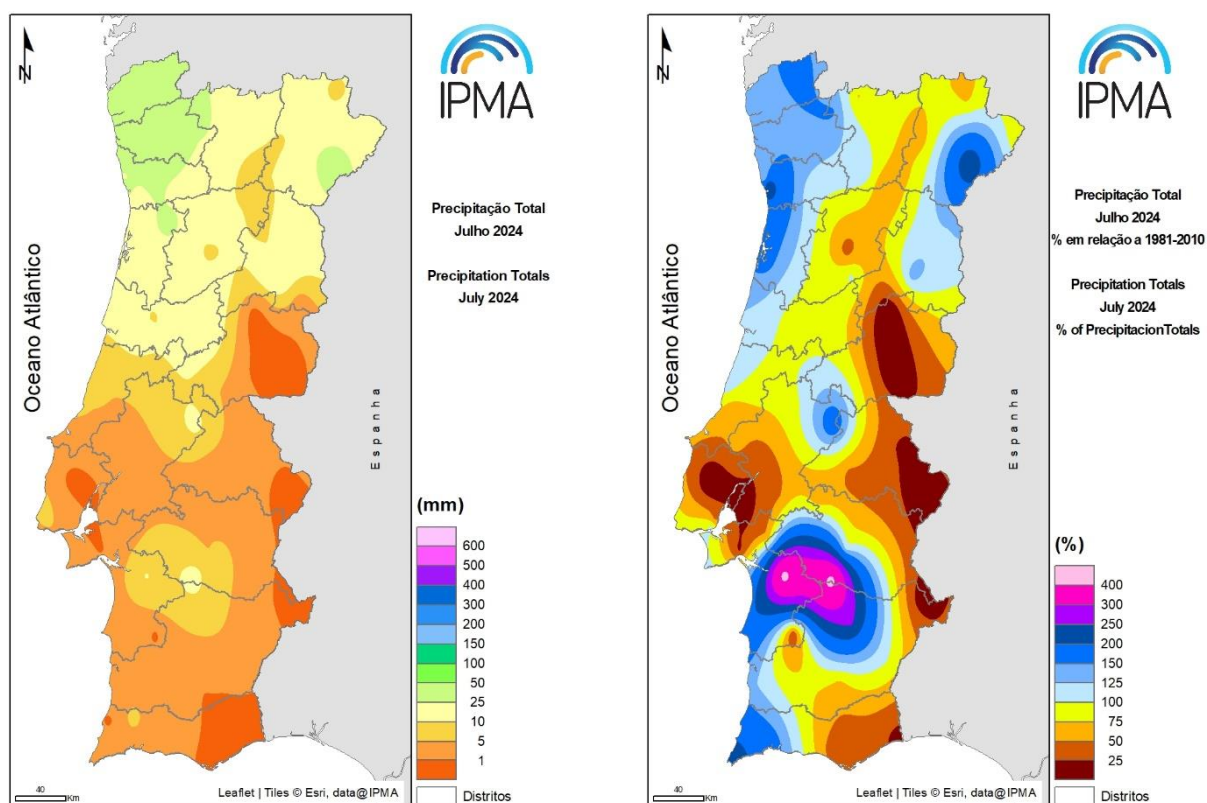 N
IPMA
Precipitação Total
Julho 2024
Precipitation Totals
July 2024
Oceano Atlântico
Espanha
(mm)
600
500
400
300
200
150
100
50
25
10
5
1
Distritos
40
Km
Leaflet | Tiles © Esri, data@IPMA
N
IPMA
Precipitação Total
Julho 2024
% em relação a 1981-2010
Precipitation Totals
July 2024
% of PrecipitacionTotals
Oceano Atlântico
Espanha
(%)
400
300
250
200
150
125
100
75
50
25
Distritos
40
Km
Leaflet | Tiles © Esri, data@IPMA